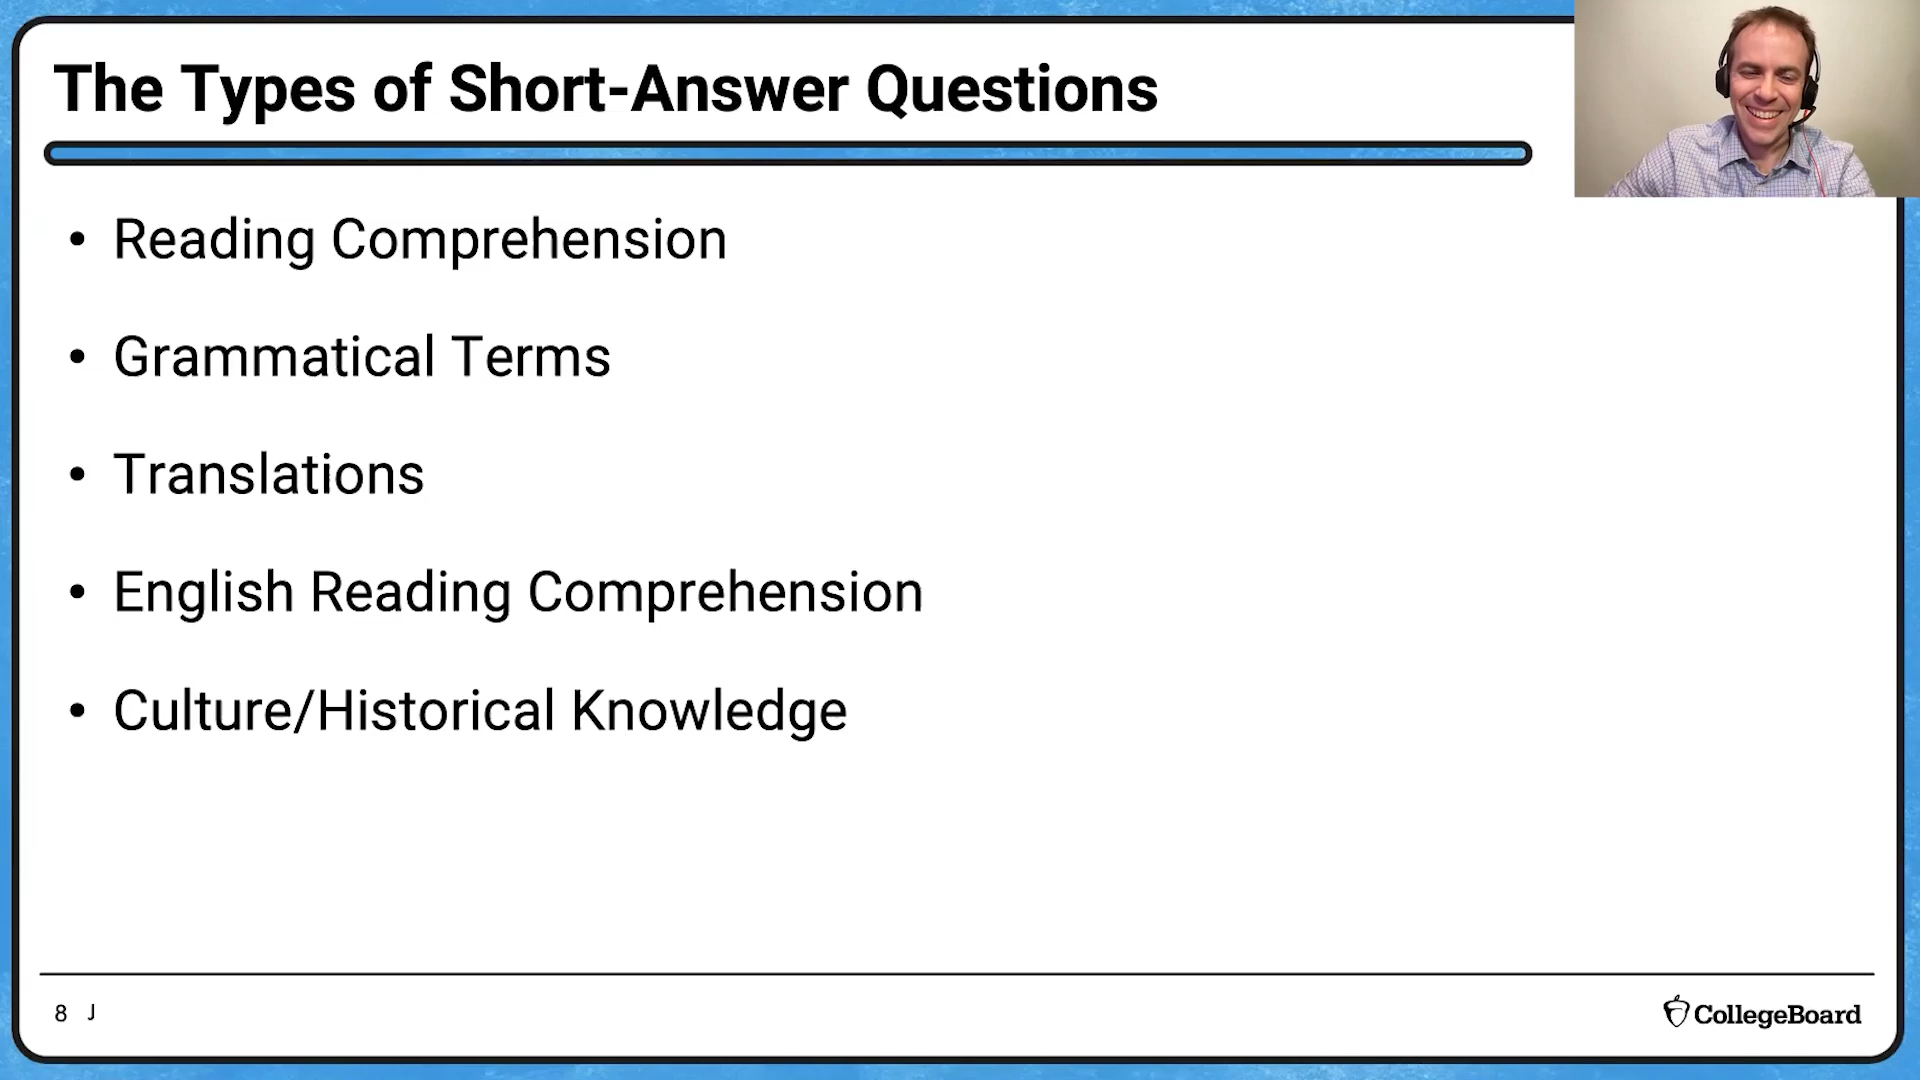 The Types of Short-Answer Questions
• Reading Comprehension
• Grammatical Terms
• Translations
• English Reading Comprehension
• Culture/Historical Knowledge
8 J
CollegeBoard